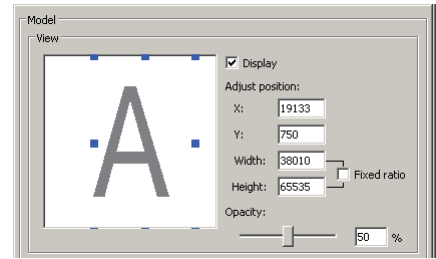 Model
View
A
Display
Adjust position:
X: 19133
Y: 750
Width: 38010
Height: 65535
Fixed ratio
Opacity:
50 %